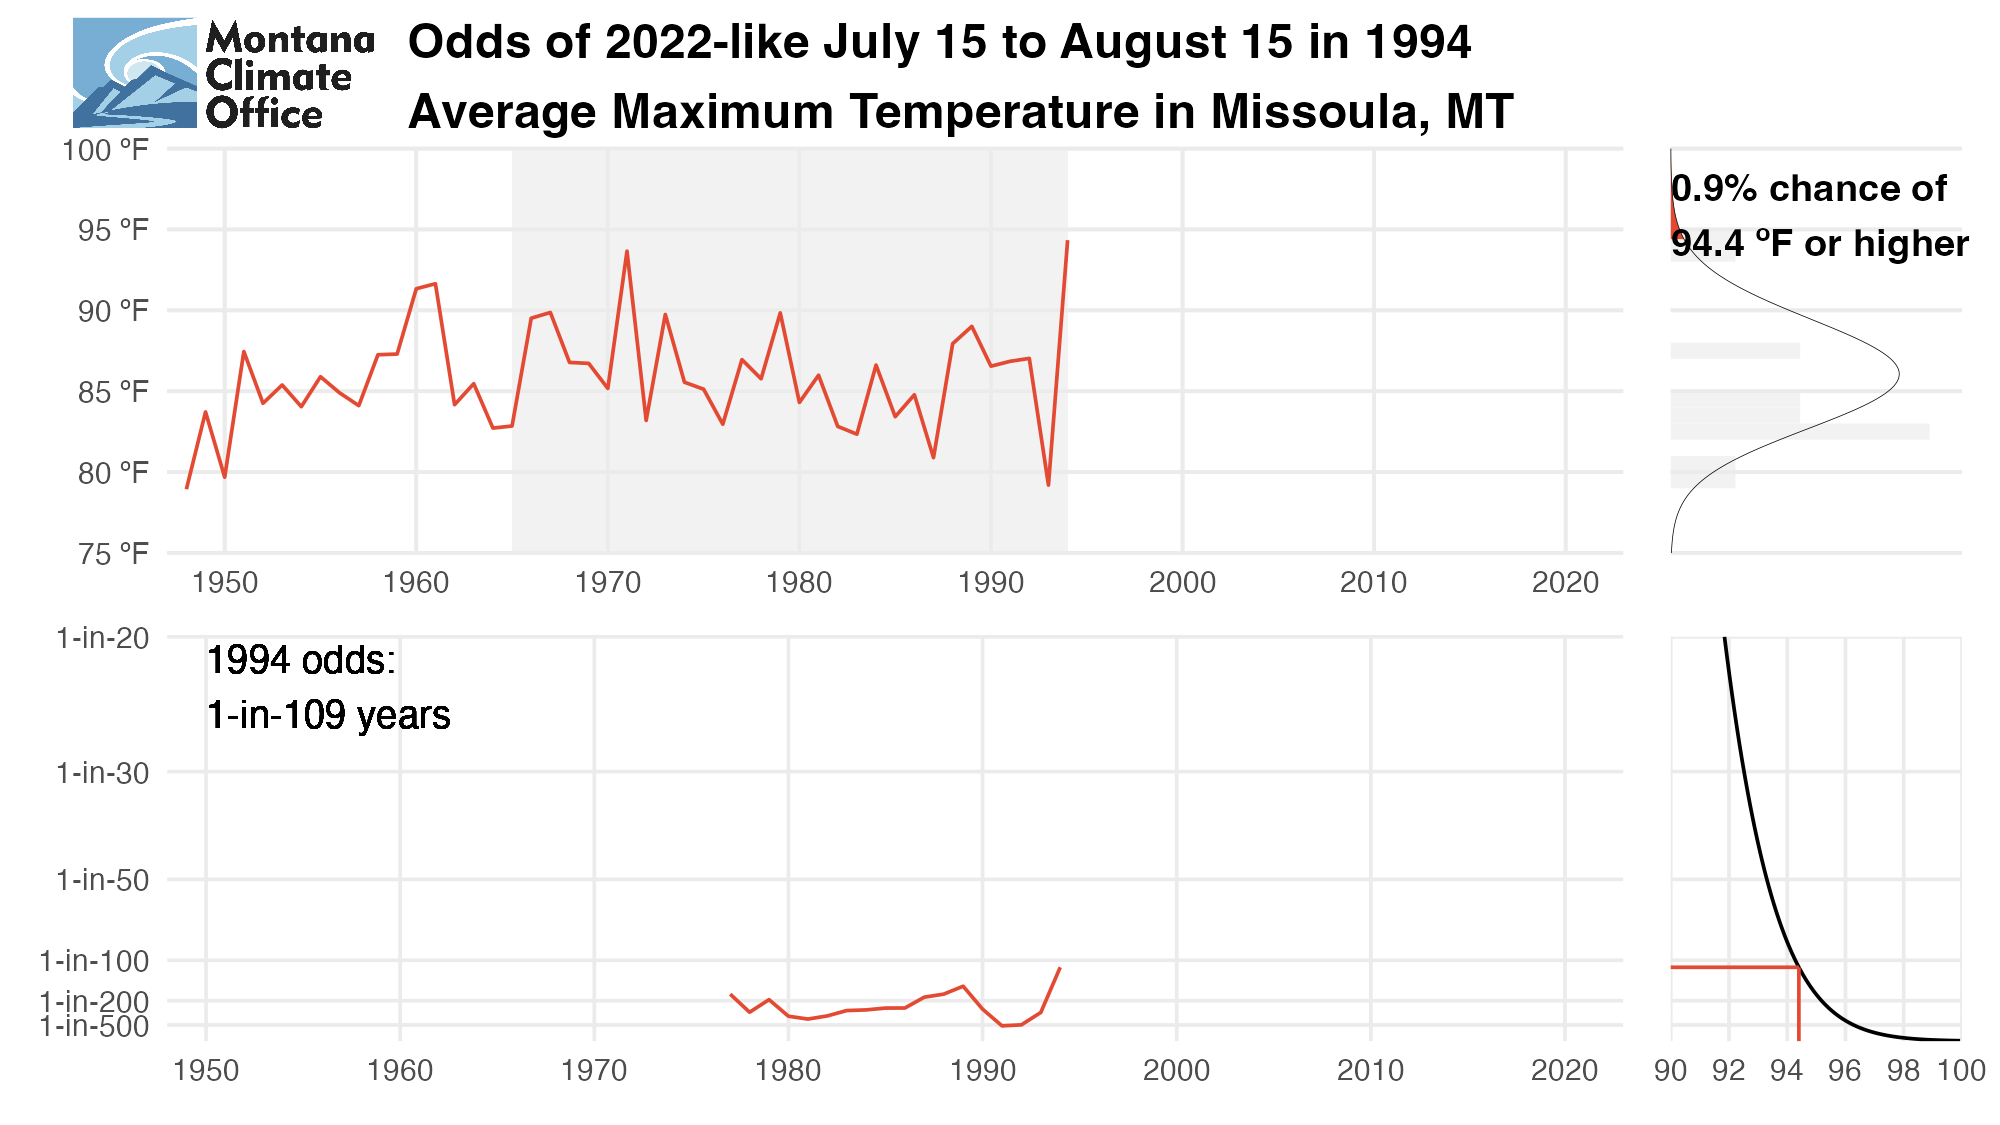 Montana
Climate
Office
Odds of 2022-like July 15 to August 15 in 1994
Average Maximum Temperature in Missoula, MT
100 °F
95 °F
90 °F
85 °F
80 °F
75 °F
1950 1960 1970 1980 1990 2000 2010 2020
0.9% chance of
94.4 °F or higher
1-in-20
1-in-30
1-in-50
1-in-100
1-in-200
1-in-500
1994 odds:
1-in-109 years
1950 1960 1970 1980 1990 2000 2010 2020
90 92 94 96 98 100